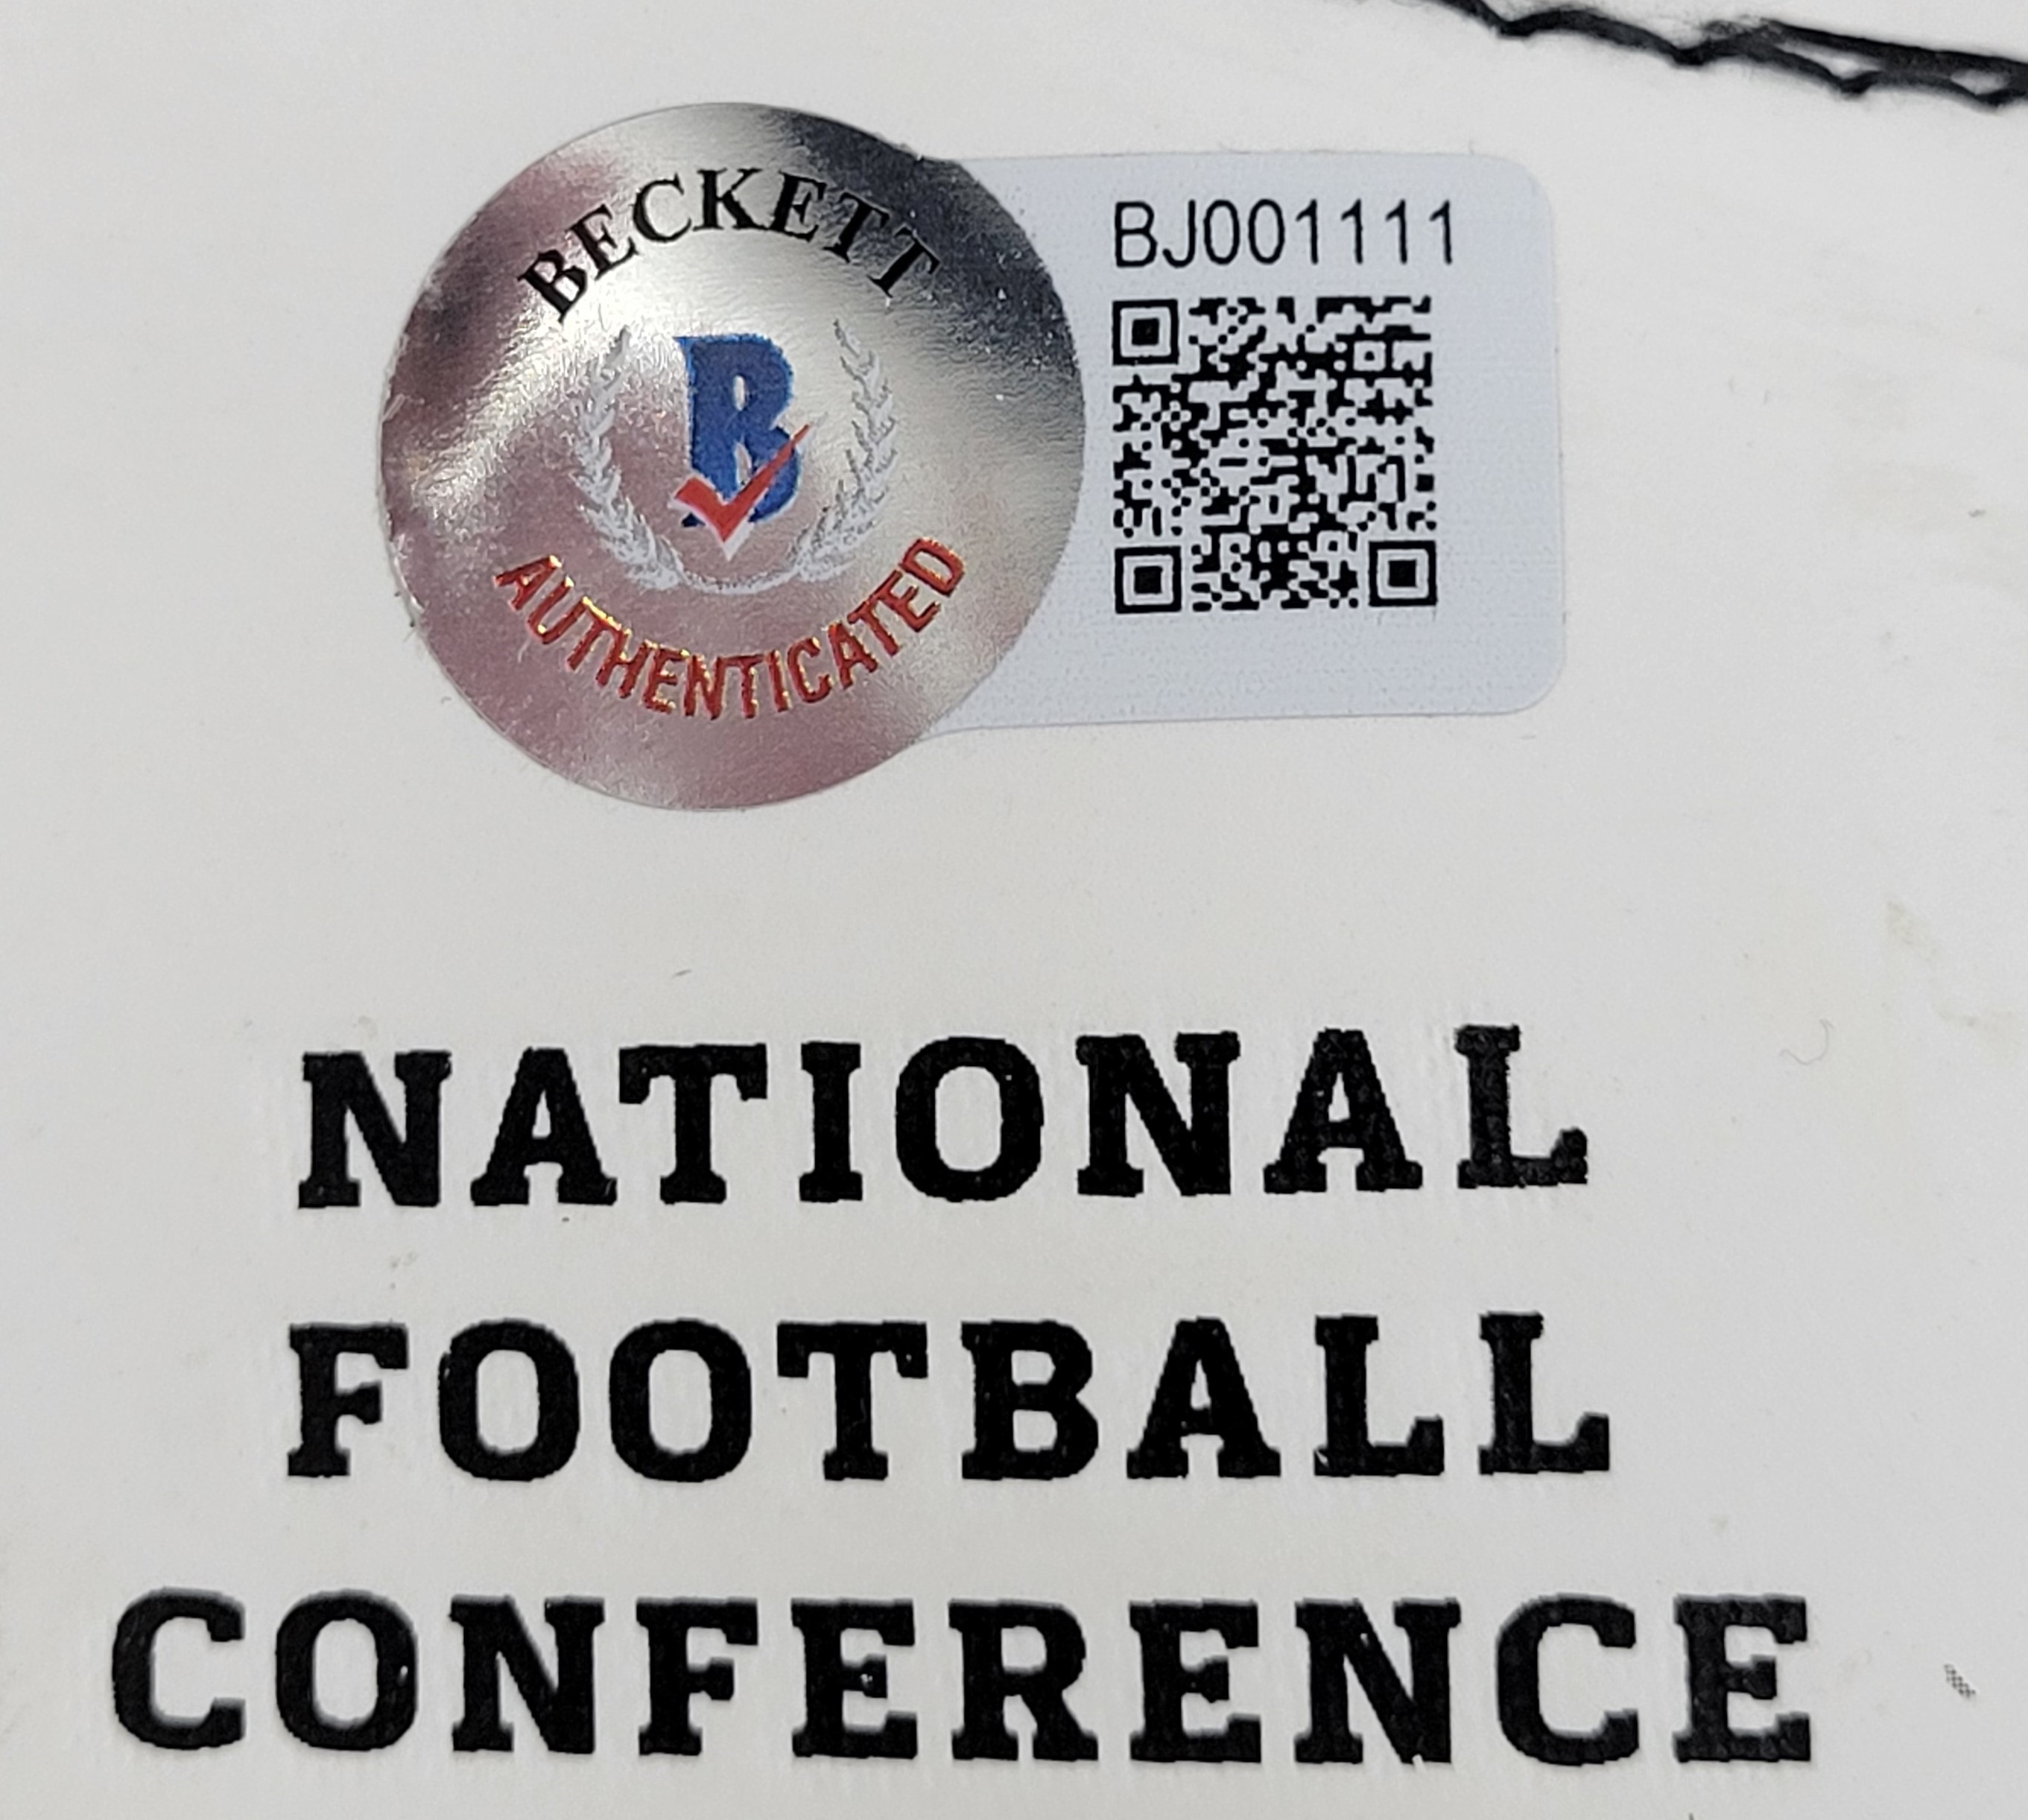 BECKETT
B
AUTHENTICATED
BJ001111
NATIONAL
FOOTBALL
CONFERENCE